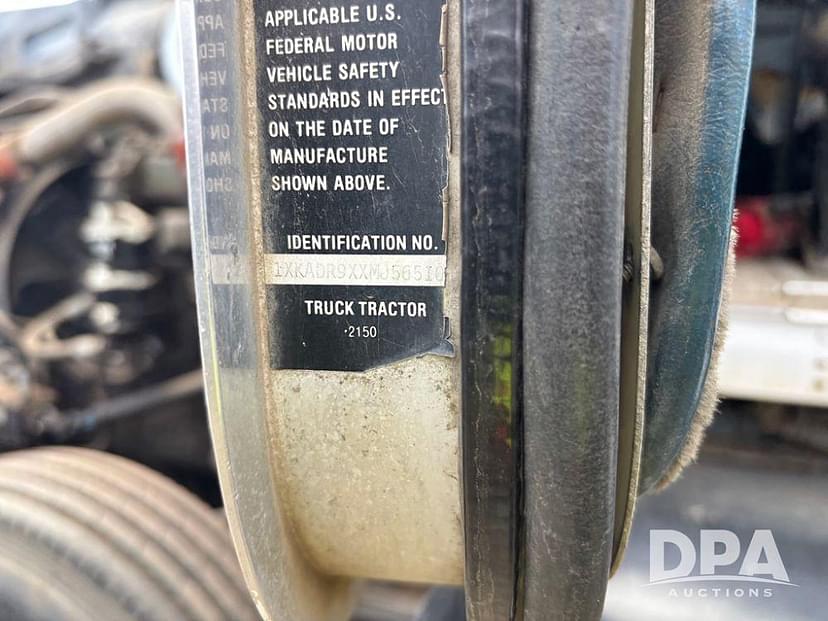 APPLICABLE U.S.
FEDERAL MOTOR
VEHICLE SAFETY
STANDARDS IN EFFECT
ON THE DATE OF
MANUFACTURE
SHOWN ABOVE.
IDENTIFICATION NO.
1XKADR9XXMJ56510
TRUCK TRACTOR
·2150
DPA
AUCTIONS